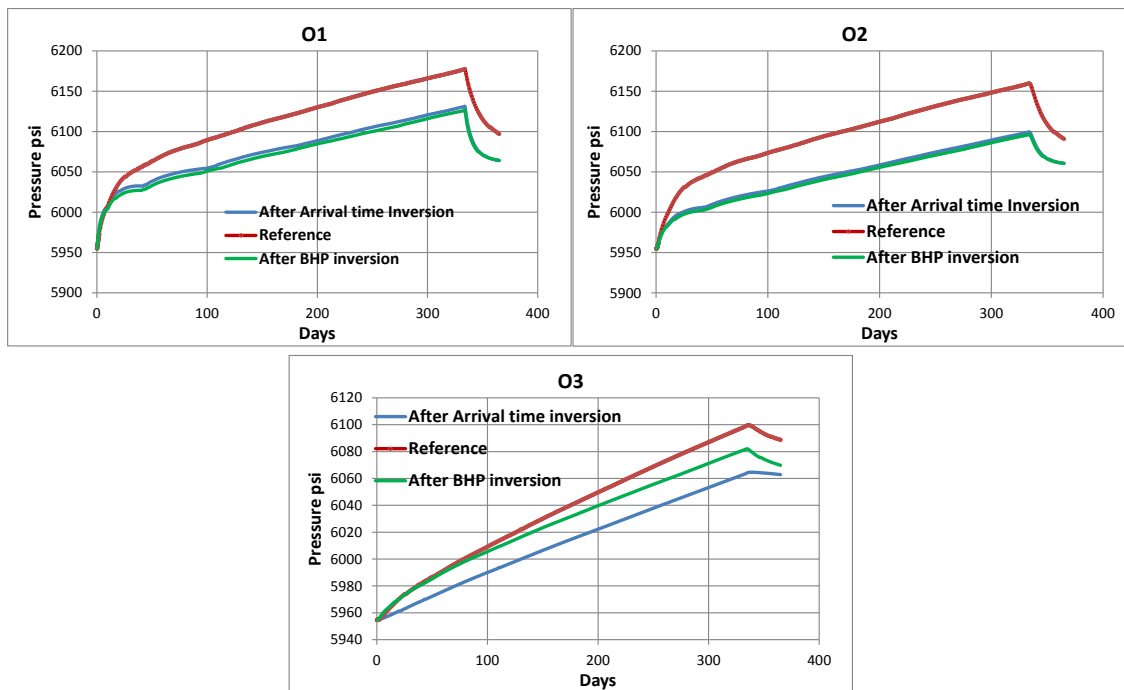 O1
6200
6150
6100
6050
6000
5950
5900
Pressure psi
After Arrival time Inversion
Reference
After BHP inversion
0 100 200 300 400
Days
O2
6200
6150
6100
6050
6000
5950
5900
Pressure psi
After Arrival time Inversion
Reference
After BHP inversion
0 100 200 300 400
Days
O3
6120
6100
6080
6060
6040
6020
6000
5980
5960
5940
Pressure psi
After Arrival time inversion
Reference
After BHP inversion
0 100 200 300 400
Days